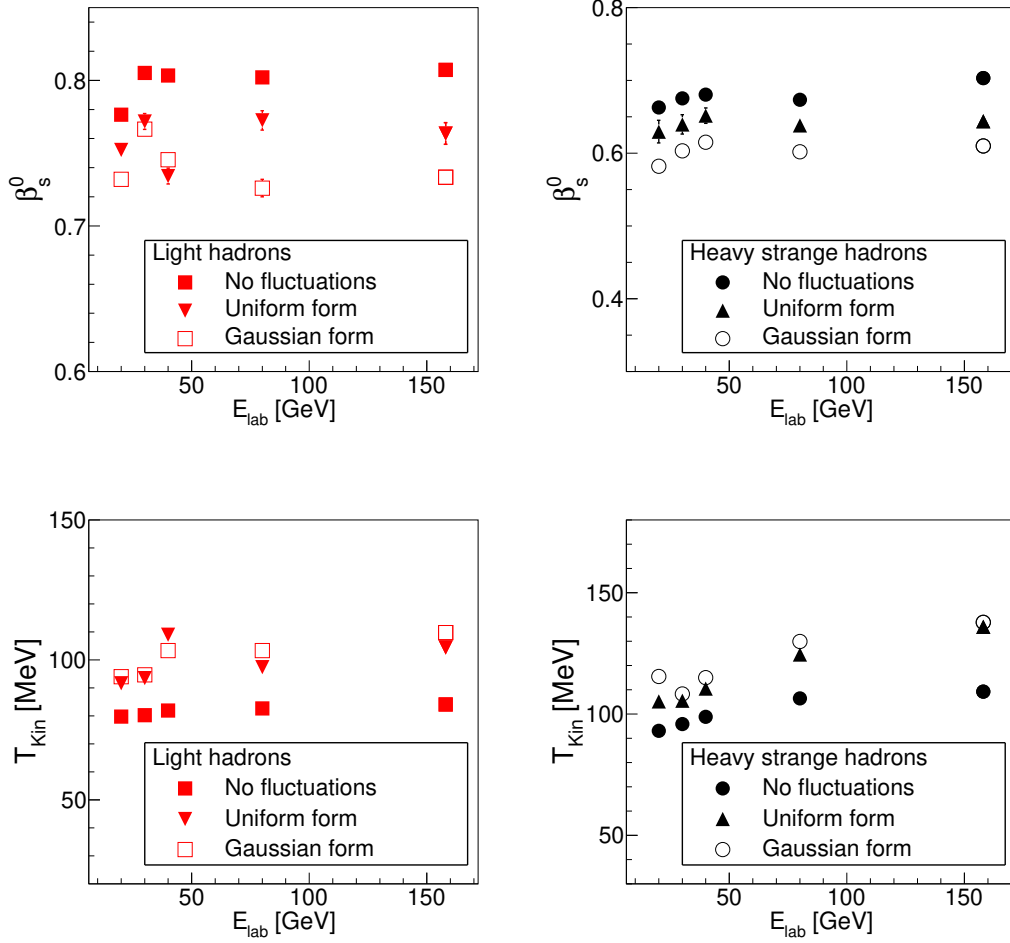 0.8
0.7
0.6
β_s^0
Light hadrons
No fluctuations
Uniform form
Gaussian form
50 100 150
E_lab [GeV]
0.8
0.6
0.4
β_s^0
Heavy strange hadrons
No fluctuations
Uniform form
Gaussian form
50 100 150
E_lab [GeV]
150
100
50
T_Kin [MeV]
Light hadrons
No fluctuations
Uniform form
Gaussian form
50 100 150
E_lab [GeV]
150
100
50
T_Kin [MeV]
Heavy strange hadrons
No fluctuations
Uniform form
Gaussian form
50 100 150
E_lab [GeV]